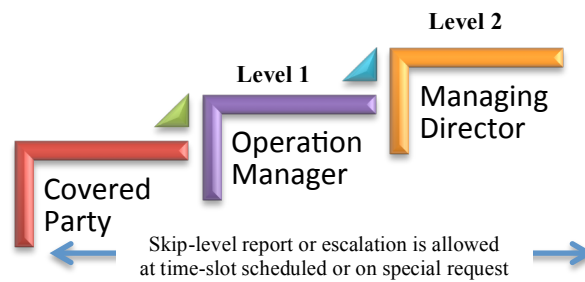 Level 2
Level 1
Managing
Director
Operation
Manager
Covered
Party
Skip-level report or escalation is allowed
at time-slot scheduled or on special request